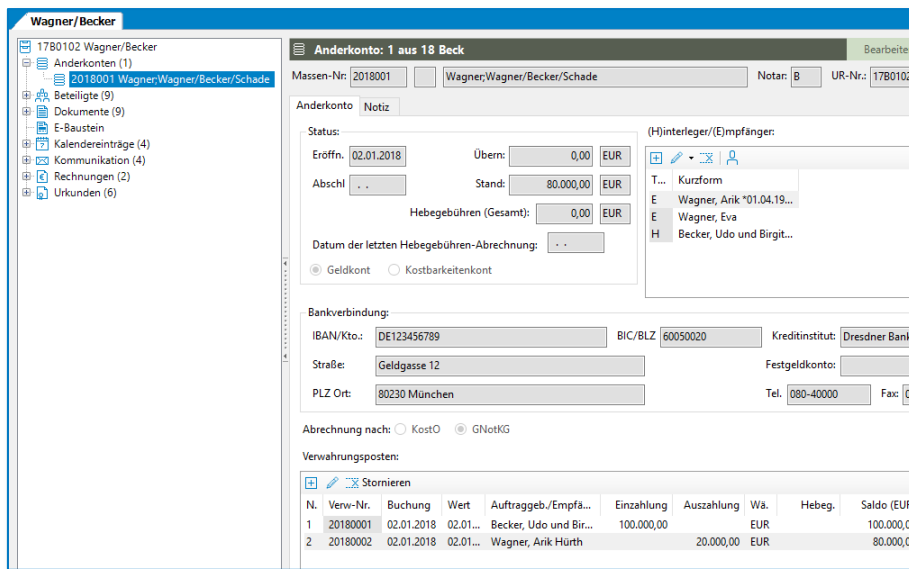 Wagner/Becker
17B0102 Wagner/Becker
Anderkonten (1)
2018001 Wagner;Wagner/Becker/Schade
Beteiligte (9)
Dokumente (9)
E-Baustein
Kalendereinträge (4)
Kommunikation (4)
Rechnungen (2)
Urkunden (6)
Anderkonto: 1 aus 18 Beck Bearbeite
Massen-Nr: 2018001 Wagner;Wagner/Becker/Schade Notar: B UR-Nr.: 17B0102
Anderkonto Notiz
Status: (H)interleger/(E)mpfänger:
Eröffn. 02.01.2018 Übern: 0,00 EUR
Abschl . . Stand: 80.000,00 EUR
T... Kurzform
E Wagner, Arik *01.04.19...
Hebegebühren (Gesamt): 0,00 EUR
E Wagner, Eva
H Becker, Udo und Birgit...
Datum der letzten Hebegebühren-Abrechnung: . .
Geldkont Kostbarkeitenkont
Bankverbindung:
IBAN/Kto.: DE123456789 BIC/BLZ 60050020 Kreditinstitut: Dresdner Bank
Straße: Geldgasse 12 Festgeldkonto:
PLZ Ort: 80230 München Tel. 080-40000 Fax: 0
Abrechnung nach: KostO GNotKG
Verwahrungsposten:
Stornieren
N. Verw-Nr. Buchung Wert Auftraggeb./Empfä... Einzahlung Auszahlung Wä. Hebeg. Saldo (EUR
1 20180001 02.01.2018 02.01... Becker, Udo und Bir... 100.000,00 EUR 100.000,0
2 20180002 02.01.2018 02.01... Wagner, Arik Hürth 20.000,00 EUR 80.000,0